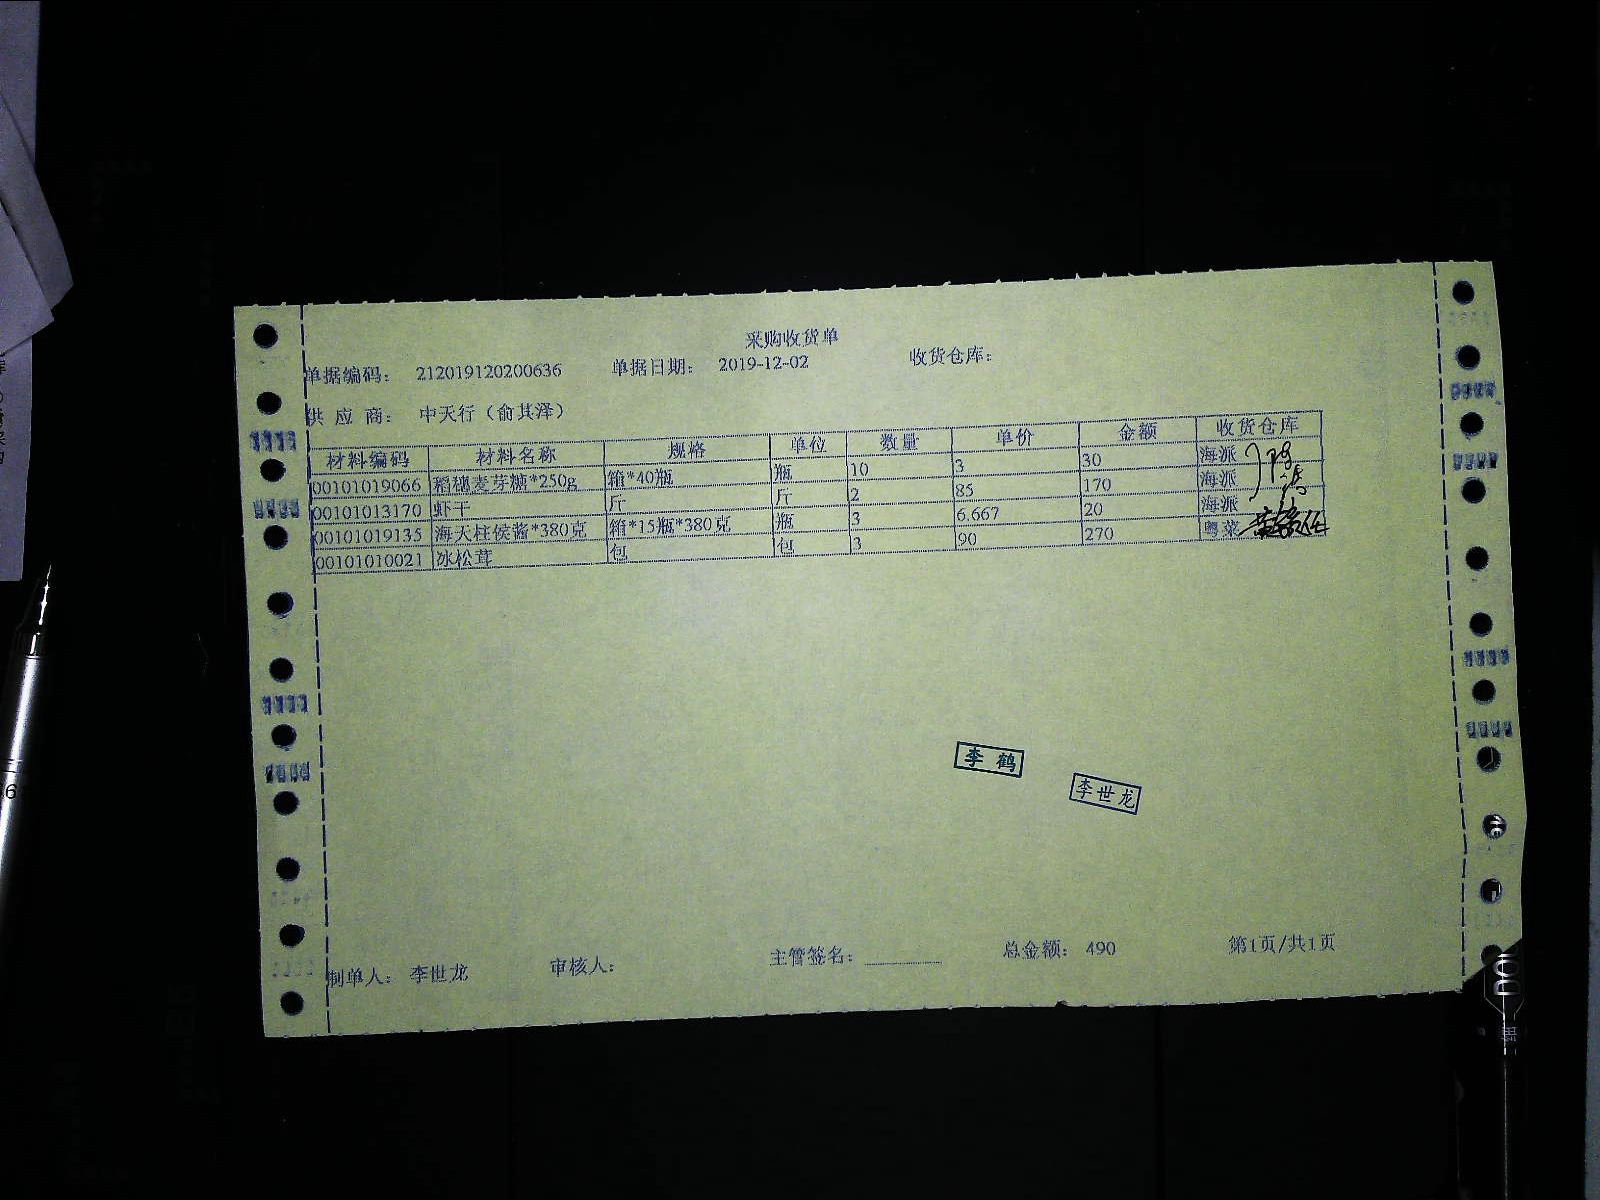 采购收货单
单据编码: 212019120200636 单据日期: 2019-12-02 收货仓库:
供 应 商: 中天行（俞其泽）
材料编码 材料名称 规格 单位 数量 单价 金额 收货仓库
00101019066 稻穗麦芽糖*250g 箱*40瓶 瓶 10 3 30 海派
00101013170 虾干 斤 斤 2 85 170 海派
00101019135 海天柱侯酱*380克 箱*15瓶*380克 瓶 3 6.667 20 海派
00101010021 冰松茸 包 包 3 90 270 粤菜
李鹤
李世龙
制单人: 李世龙 审核人: 主管签名: 总金额: 490 第1页/共1页